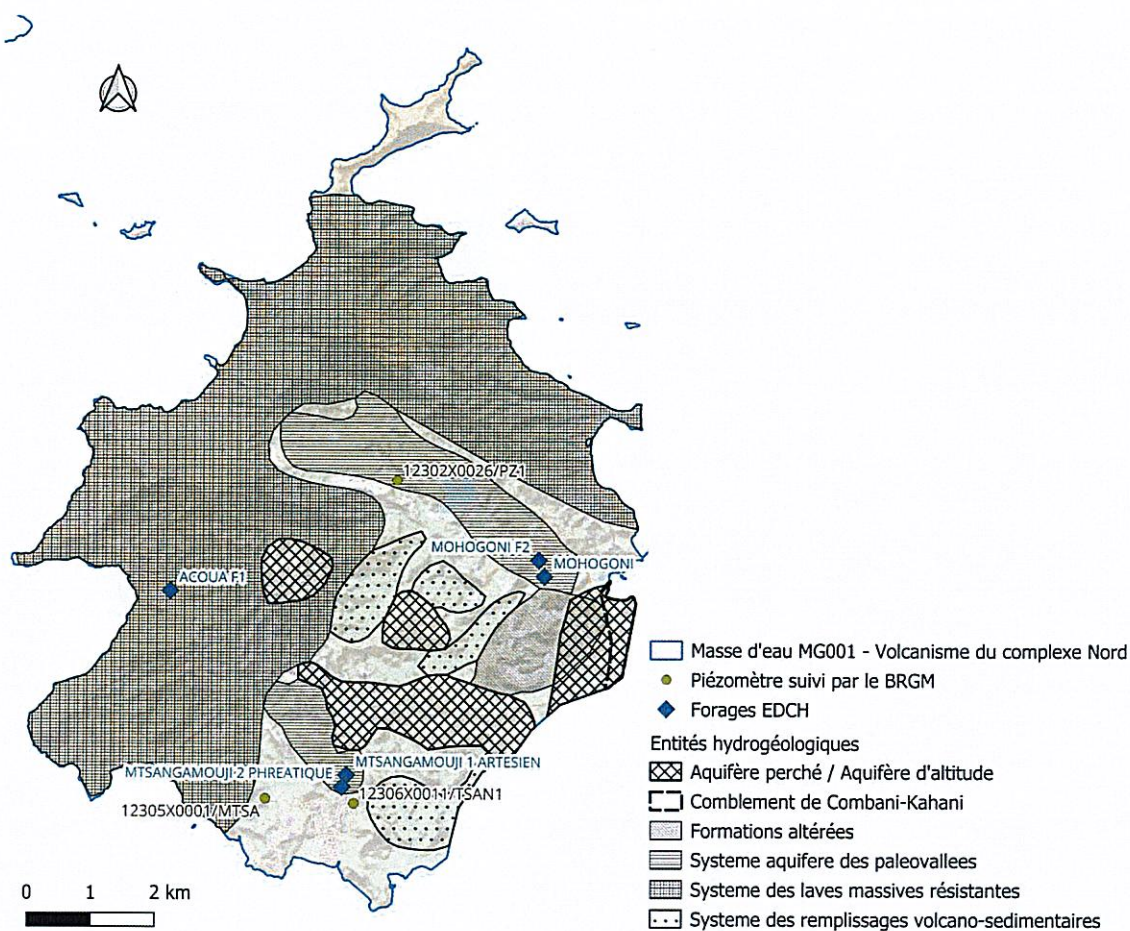 12302X0026/PZ1
MOHOGONI F2
MOHOGONI
ACOUA F1
MTSANGAMOUJI 1 ARTESIEN
MTSANGAMOUJI 2 PHREATIQUE
12306X0011/TSAN1
12305X0001/MTSA
0 1 2 km
Masse d'eau MG001 - Volcanisme du complexe Nord
Piézomètre suivi par le BRGM
Forages EDCH
Entités hydrogéologiques
Aquifère perché / Aquifère d'altitude
Comblement de Combani-Kahani
Formations altérées
Systeme aquifere des paleovallees
Systeme des laves massives résistantes
Systeme des remplissages volcano-sedimentaires